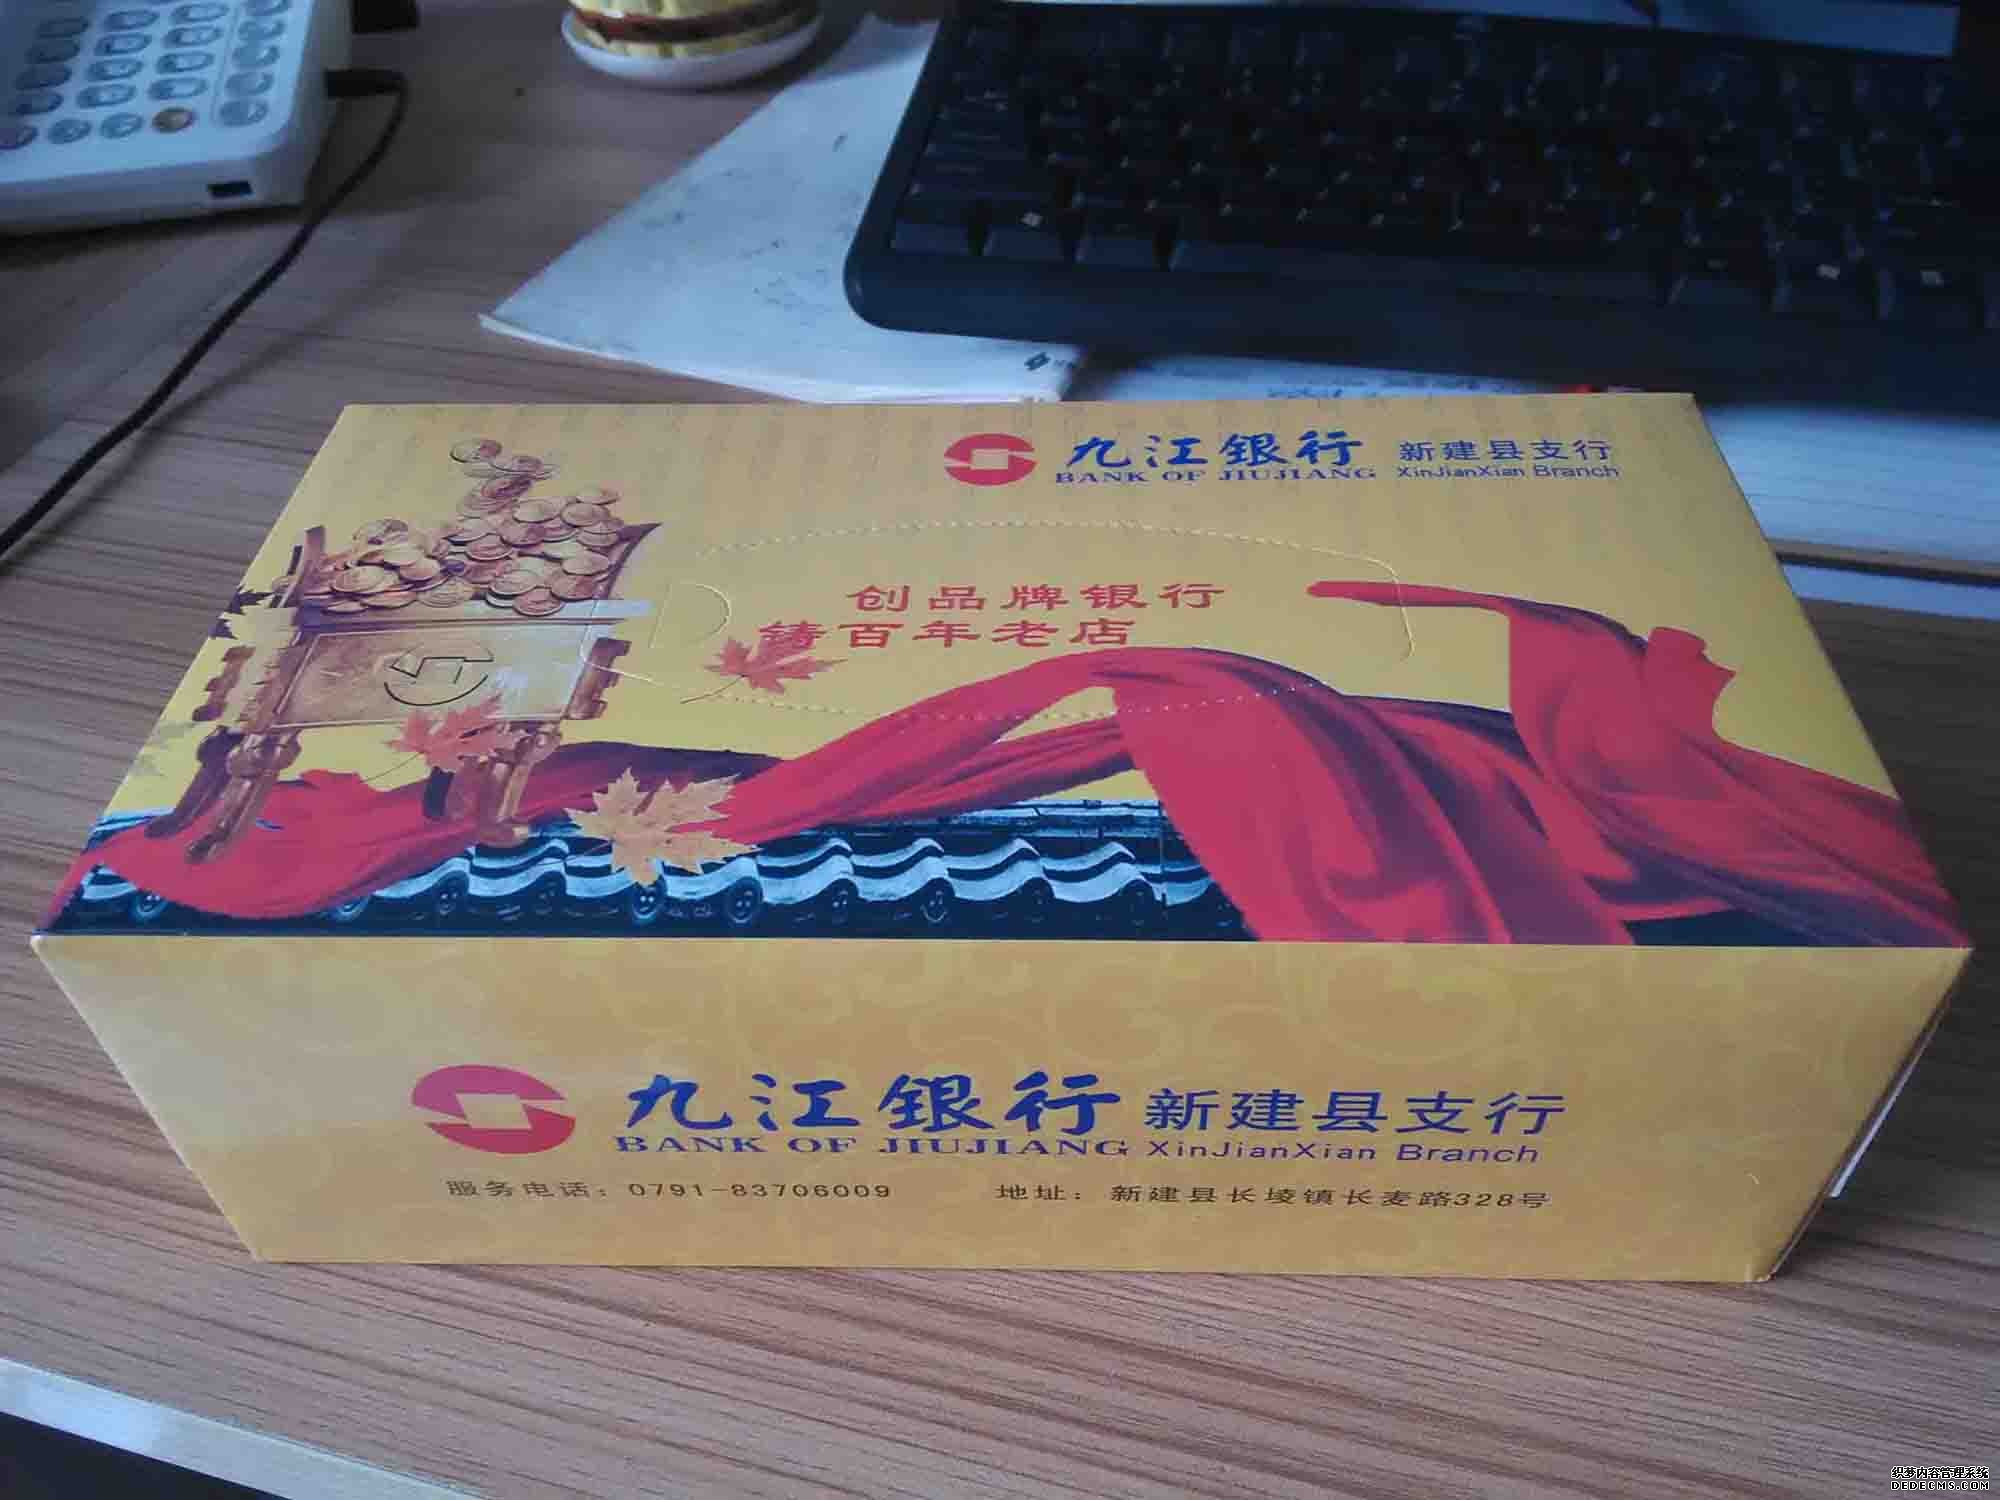 九江银行 新建县支行
BANK OF JIUJIANG XinJianXian Branch
创品牌银行
铸百年老店
九江银行 新建县支行
BANK OF JIUJIANG XinJianXian Branch
服务电话：0791-83706009 地址：新建县长堎镇长麦路328号
织梦内容管理系统
DEDECMS.COM